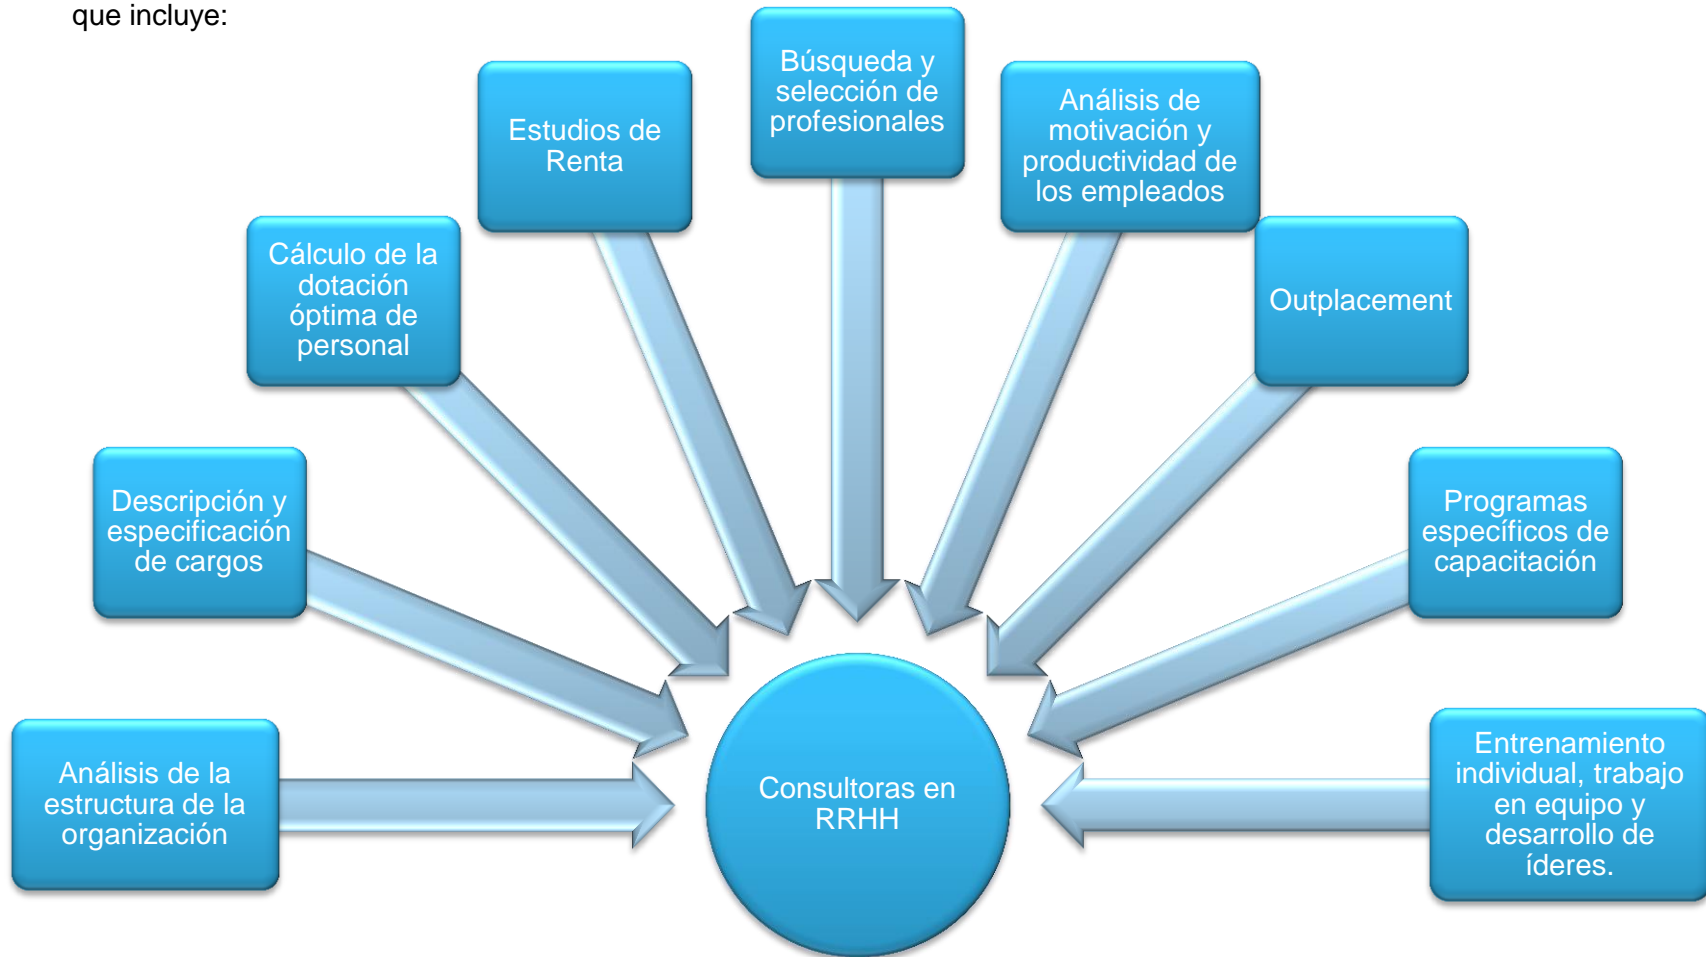 que incluye:
Búsqueda y
selección de
profesionales
Estudios de
Renta
Análisis de
motivación y
productividad de
los empleados
Cálculo de la
dotación
óptima de
personal
Outplacement
Descripción y
especificación
de cargos
Programas
específicos de
capacitación
Análisis de la
estructura de la
organización
Consultoras en
RRHH
Entrenamiento
individual, trabajo
en equipo y
desarrollo de
íderes.